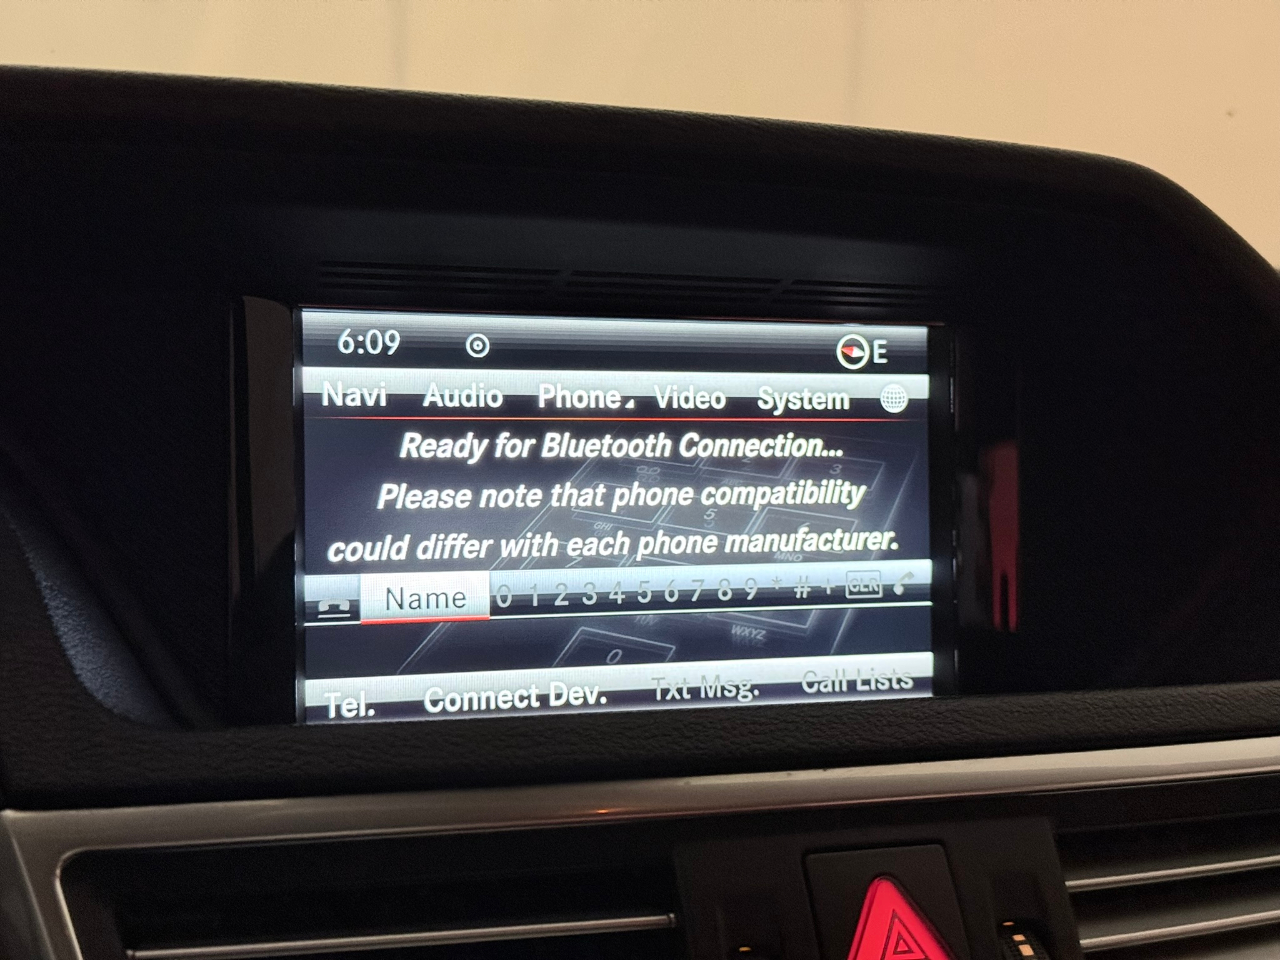 6:09 E
Navi Audio Phone Video System
Ready for Bluetooth Connection...
Please note that phone compatibility
could differ with each phone manufacturer.
Name 0 1 2 3 4 5 6 7 8 9 * # + CLR
Tel. Connect Dev. Txt Msg. Call Lists